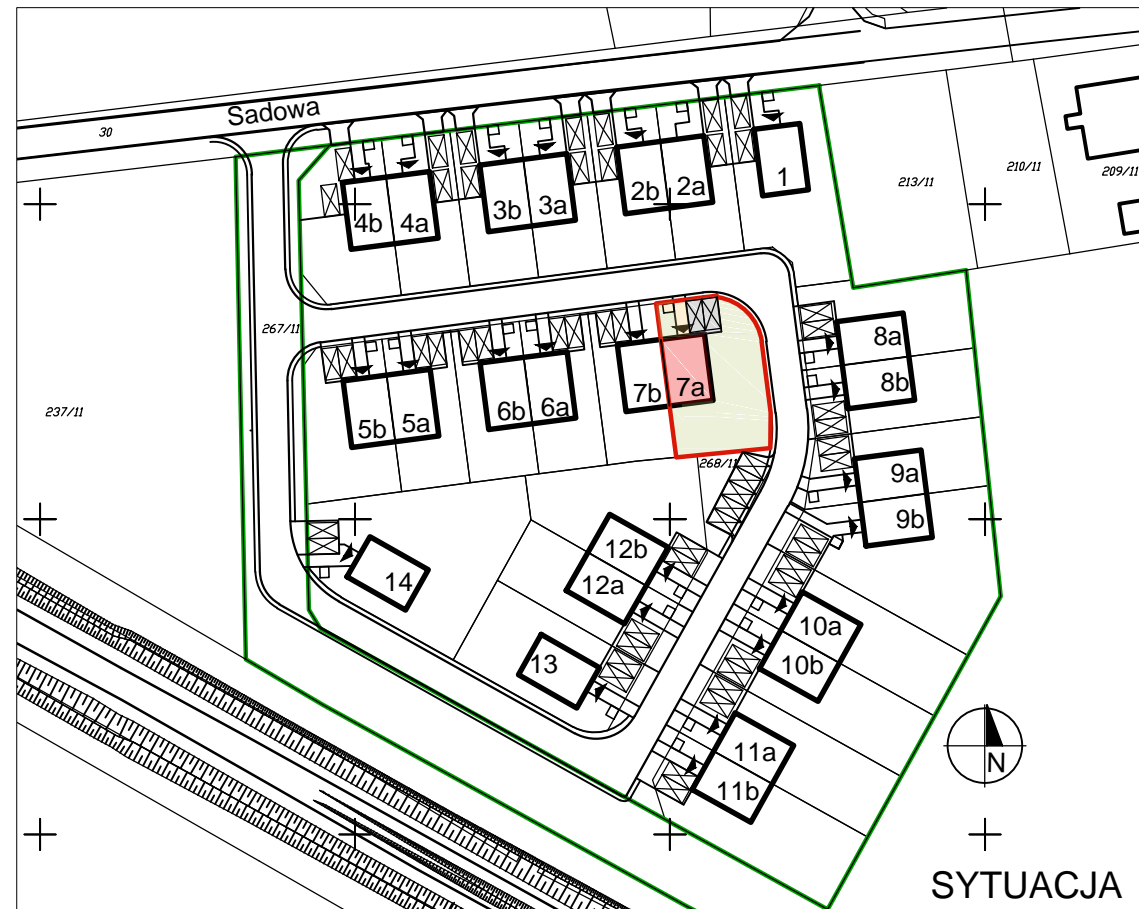 Sadowa
30
1
2a
2b
3a
3b
4a
4b
213/11
210/11
209/11
267/11
237/11
5b
5a
6b
6a
7b
7a
8a
8b
268/11
9a
9b
12b
12a
14
13
10a
10b
11a
11b
N
SYTUACJA